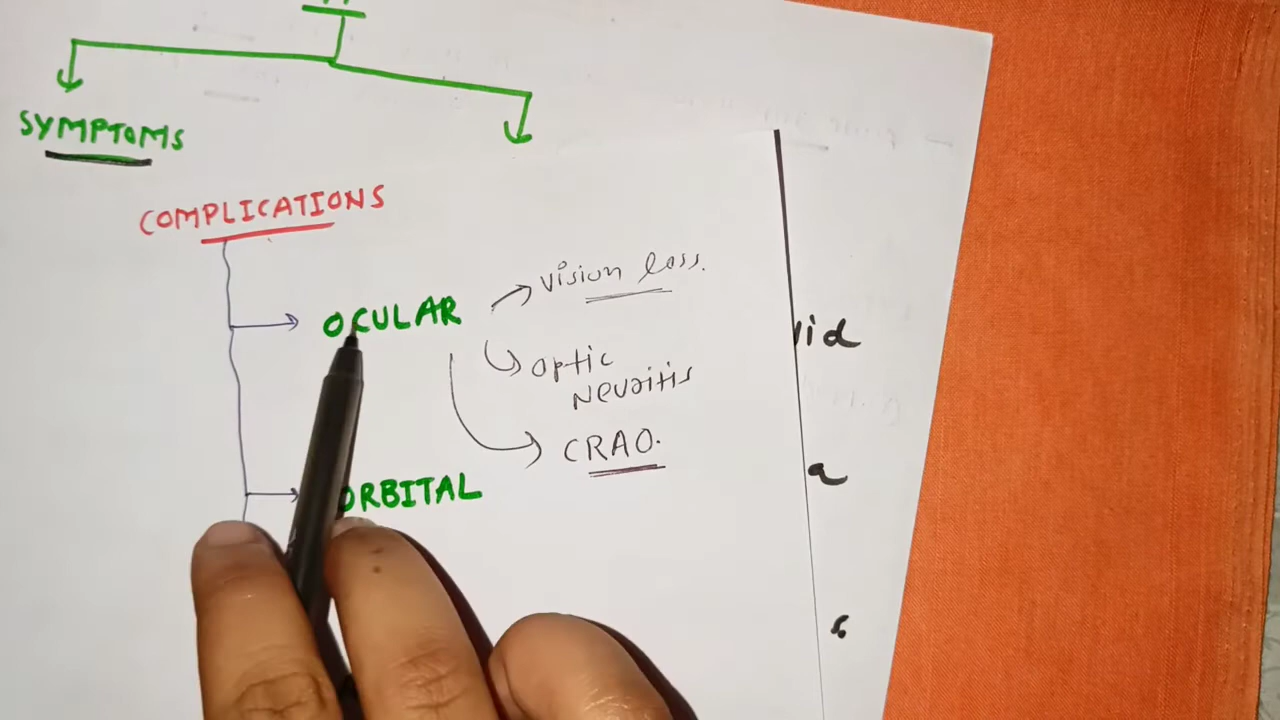 SYMPTOMS
COMPLICATIONS
OCULAR
Vision loss.
Optic
Neuritis
CRAO.
ORBITAL